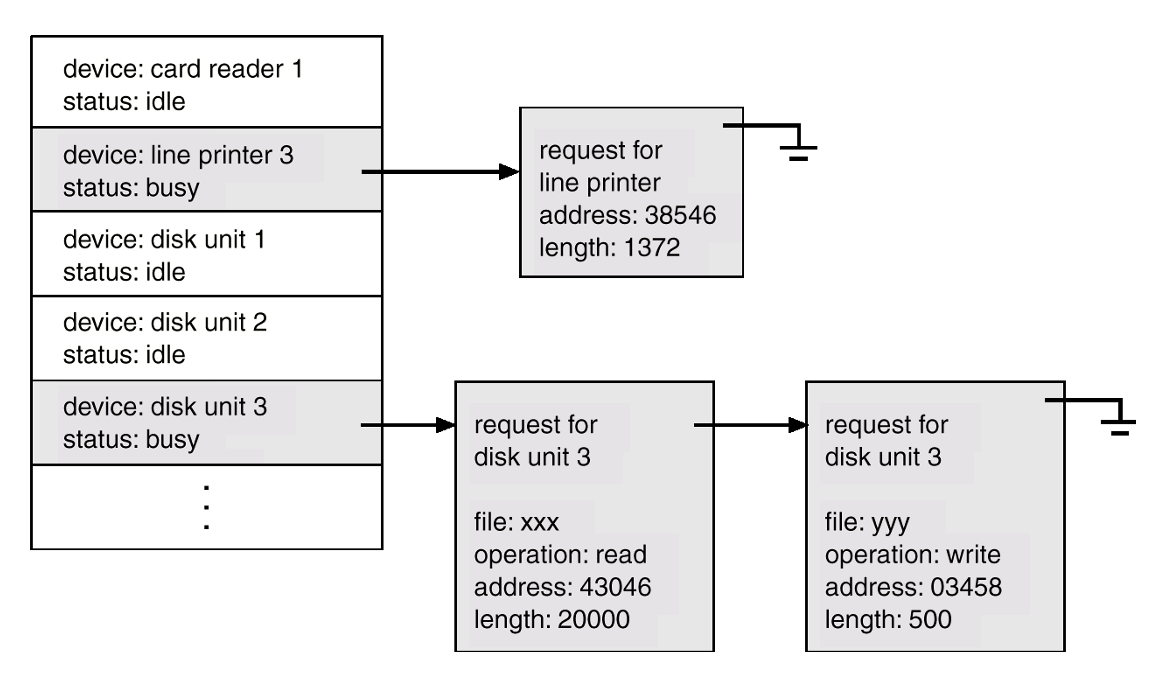 device: card reader 1
status: idle
device: line printer 3
status: busy
device: disk unit 1
status: idle
device: disk unit 2
status: idle
device: disk unit 3
status: busy
request for
line printer
address: 38546
length: 1372
request for
disk unit 3
file: xxx
operation: read
address: 43046
length: 20000
request for
disk unit 3
file: yyy
operation: write
address: 03458
length: 500